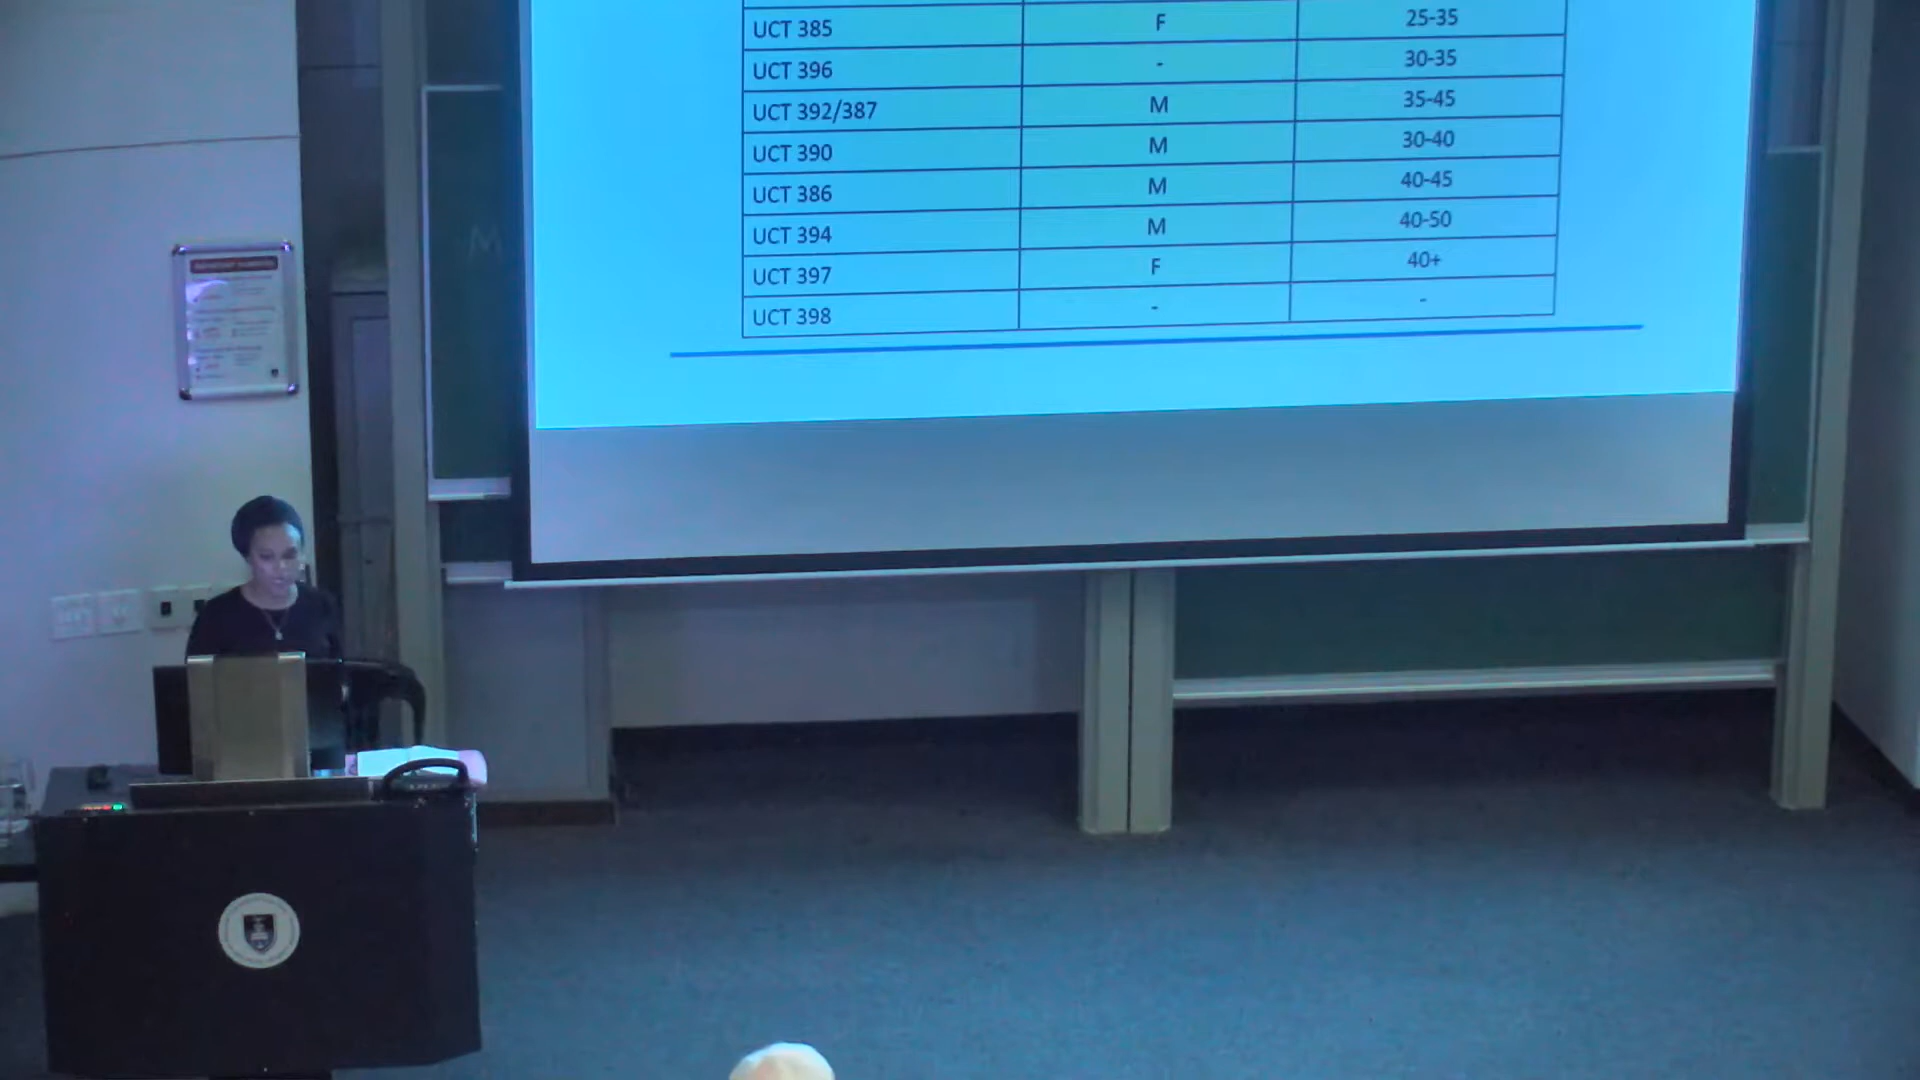 UCT 385 F 25-35
UCT 396 - 30-35
UCT 392/387 M 35-45
UCT 390 M 30-40
UCT 386 M 40-45
UCT 394 M 40-50
UCT 397 F 40+
UCT 398 - -
M